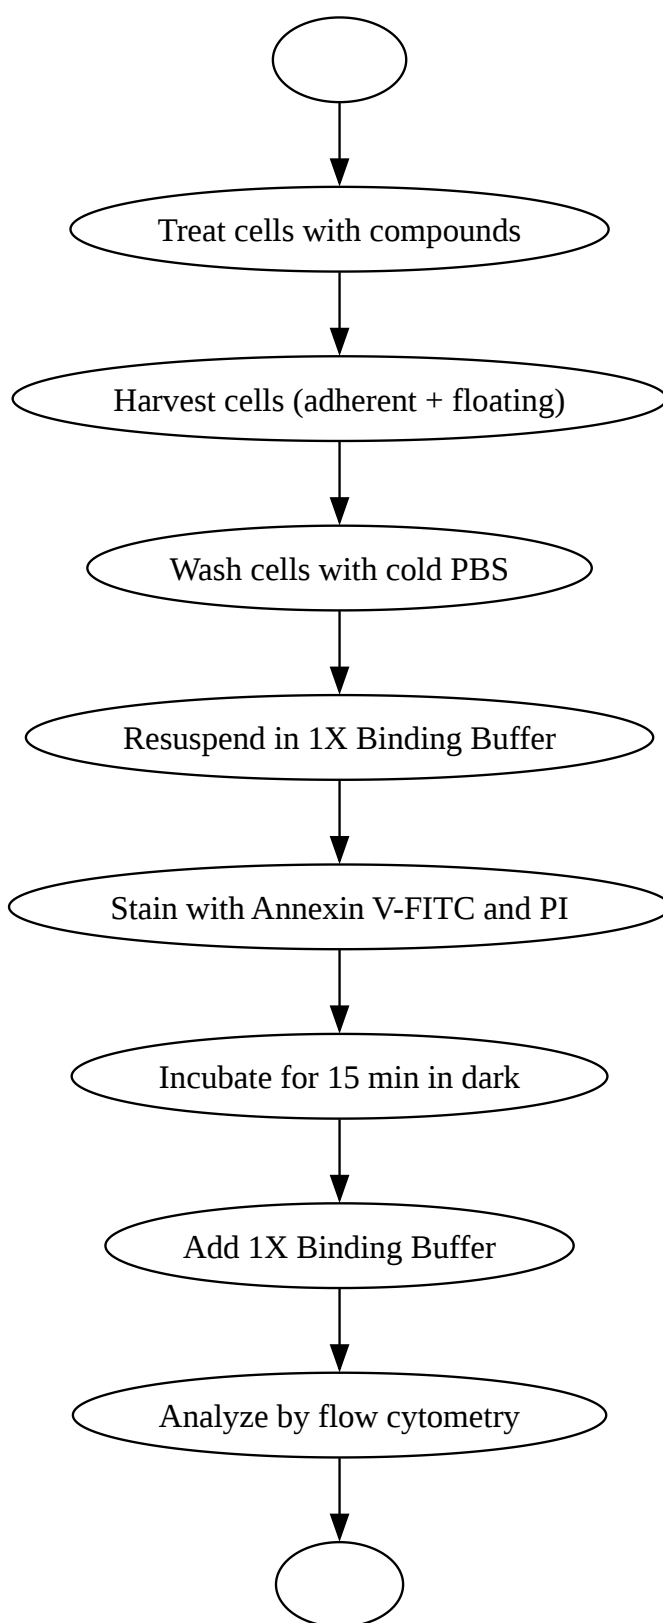 Treat cells with compounds
Harvest cells (adherent + floating)
Wash cells with cold PBS
Resuspend in 1X Binding Buffer
Stain with Annexin V-FITC and PI
Incubate for 15 min in dark
Add 1X Binding Buffer
Analyze by flow cytometry